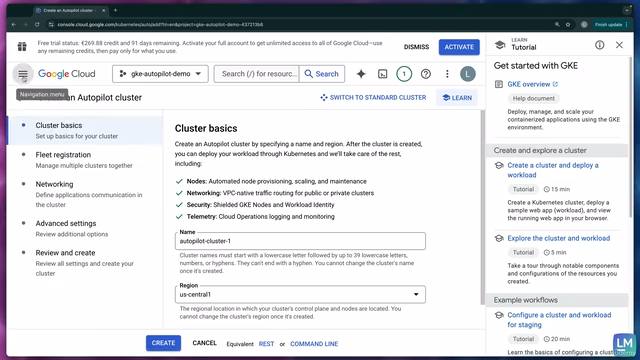 Create an Autopilot cluster -
console.cloud.google.com/kubernetes/auto/add?hl=en&project=gke-autopilot-demo-437213b6
Finish update
Free trial status: €269.88 credit and 91 days remaining. Activate your full account to get unlimited access to all of Google Cloud—use
any remaining credits, then pay only for what you use.
DISMISS
ACTIVATE
Google Cloud
gke-autopilot-demo
Search (/) for resourc...
Search
1
L
Navigation menu
an Autopilot cluster
SWITCH TO STANDARD CLUSTER
LEARN
Cluster basics
Set up basics for your cluster
Fleet registration
Manage multiple clusters together
Networking
Define applications communication in
the cluster
Advanced settings
Review additional options
Review and create
Review all settings and create your
cluster
Cluster basics
Create an Autopilot cluster by specifying a name and region. After the cluster is created,
you can deploy your workload through Kubernetes and we'll take care of the rest,
including:
Nodes: Automated node provisioning, scaling, and maintenance
Networking: VPC-native traffic routing for public or private clusters
Security: Shielded GKE Nodes and Workload Identity
Telemetry: Cloud Operations logging and monitoring
Name
autopilot-cluster-1
Cluster names must start with a lowercase letter followed by up to 39 lowercase letters,
numbers, or hyphens. They can't end with a hyphen. You cannot change the cluster's name
once it's created.
Region
us-central1
The regional location in which your cluster's control plane and nodes are located. You
cannot change the cluster's region once it's created.
CREATE
CANCEL
Equivalent
REST
or
COMMAND LINE
LEARN
Tutorial
Get started with GKE
GKE overview
Help document
Deploy, manage, and scale your
containerized applications using the GKE
environment.
Create and explore a cluster
Create a cluster and deploy a
workload
Tutorial
15 min
Create a Kubernetes cluster, deploy a
sample web app (workload), and view
the running web app in your browser.
Explore the cluster and workload
Tutorial
5 min
Take a tour through notable components
and configurations of the resources you
created.
Example workflows
Configure a cluster and workload
for staging
Tutorial
20 min
Learn the basics of configuring a cluster
LM